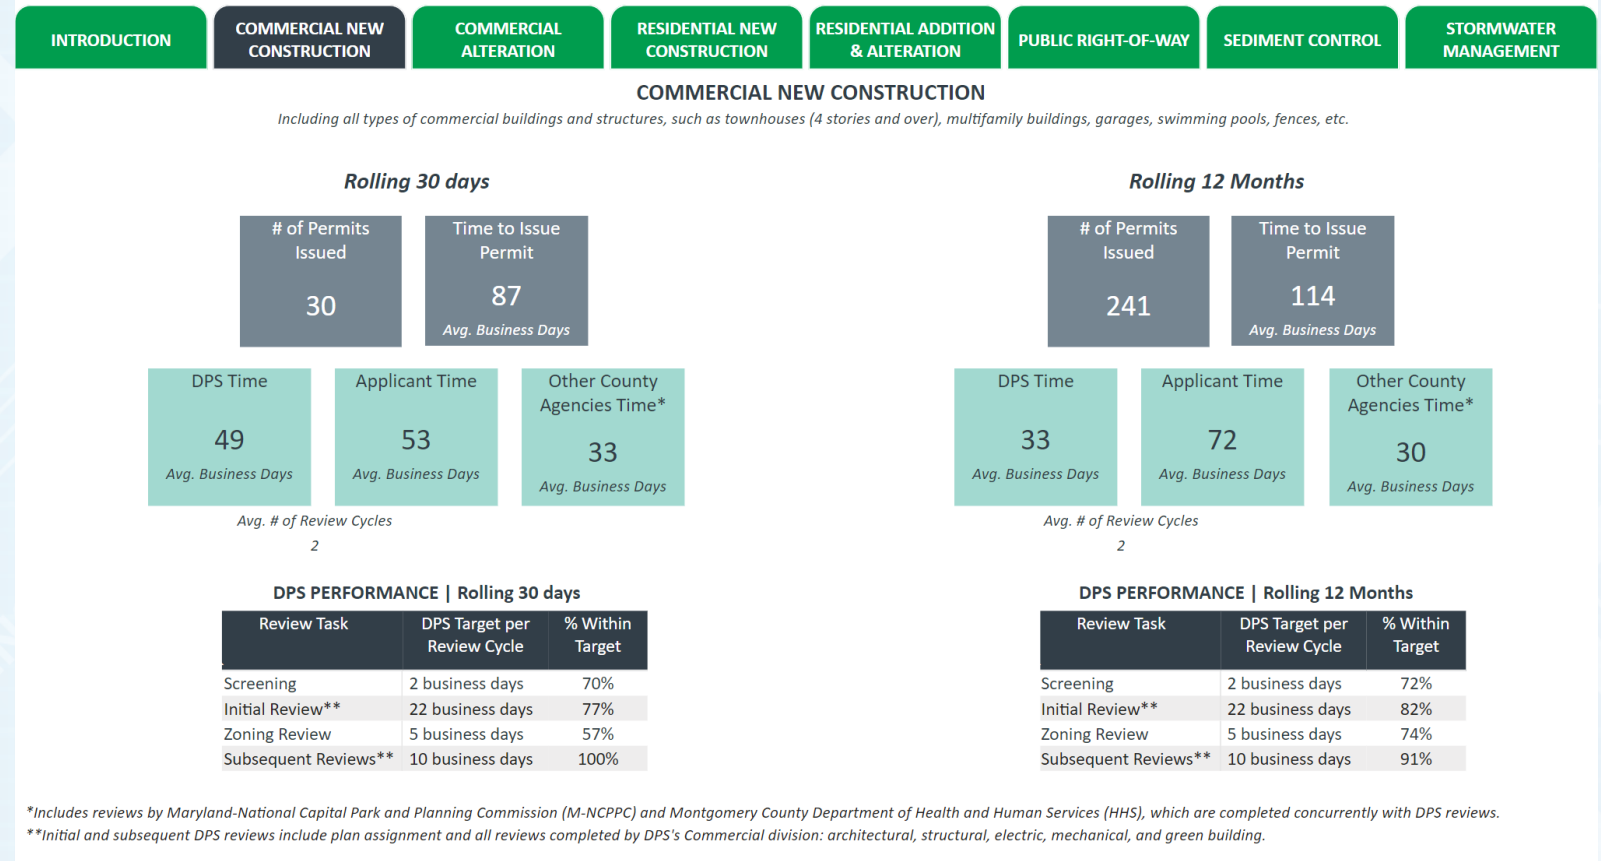 INTRODUCTION
COMMERCIAL NEW
CONSTRUCTION
COMMERCIAL
ALTERATION
RESIDENTIAL NEW
CONSTRUCTION
RESIDENTIAL ADDITION
& ALTERATION
PUBLIC RIGHT-OF-WAY
SEDIMENT CONTROL
STORMWATER
MANAGEMENT
COMMERCIAL NEW CONSTRUCTION
Including all types of commercial buildings and structures, such as townhouses (4 stories and over), multifamily buildings, garages, swimming pools, fences, etc.
Rolling 30 days
# of Permits
Issued
30
Time to Issue
Permit
87
Avg. Business Days
DPS Time
49
Avg. Business Days
Applicant Time
53
Avg. Business Days
Other County
Agencies Time*
33
Avg. Business Days
Avg. # of Review Cycles
2
DPS PERFORMANCE | Rolling 30 days
Review Task DPS Target per Review Cycle % Within Target
Screening 2 business days 70%
Initial Review** 22 business days 77%
Zoning Review 5 business days 57%
Subsequent Reviews** 10 business days 100%
Rolling 12 Months
# of Permits
Issued
241
Time to Issue
Permit
114
Avg. Business Days
DPS Time
33
Avg. Business Days
Applicant Time
72
Avg. Business Days
Other County
Agencies Time*
30
Avg. Business Days
Avg. # of Review Cycles
2
DPS PERFORMANCE | Rolling 12 Months
Review Task DPS Target per Review Cycle % Within Target
Screening 2 business days 72%
Initial Review** 22 business days 82%
Zoning Review 5 business days 74%
Subsequent Reviews** 10 business days 91%
*Includes reviews by Maryland-National Capital Park and Planning Commission (M-NCPPC) and Montgomery County Department of Health and Human Services (HHS), which are completed concurrently with DPS reviews.
**Initial and subsequent DPS reviews include plan assignment and all reviews completed by DPS's Commercial division: architectural, structural, electric, mechanical, and green building.